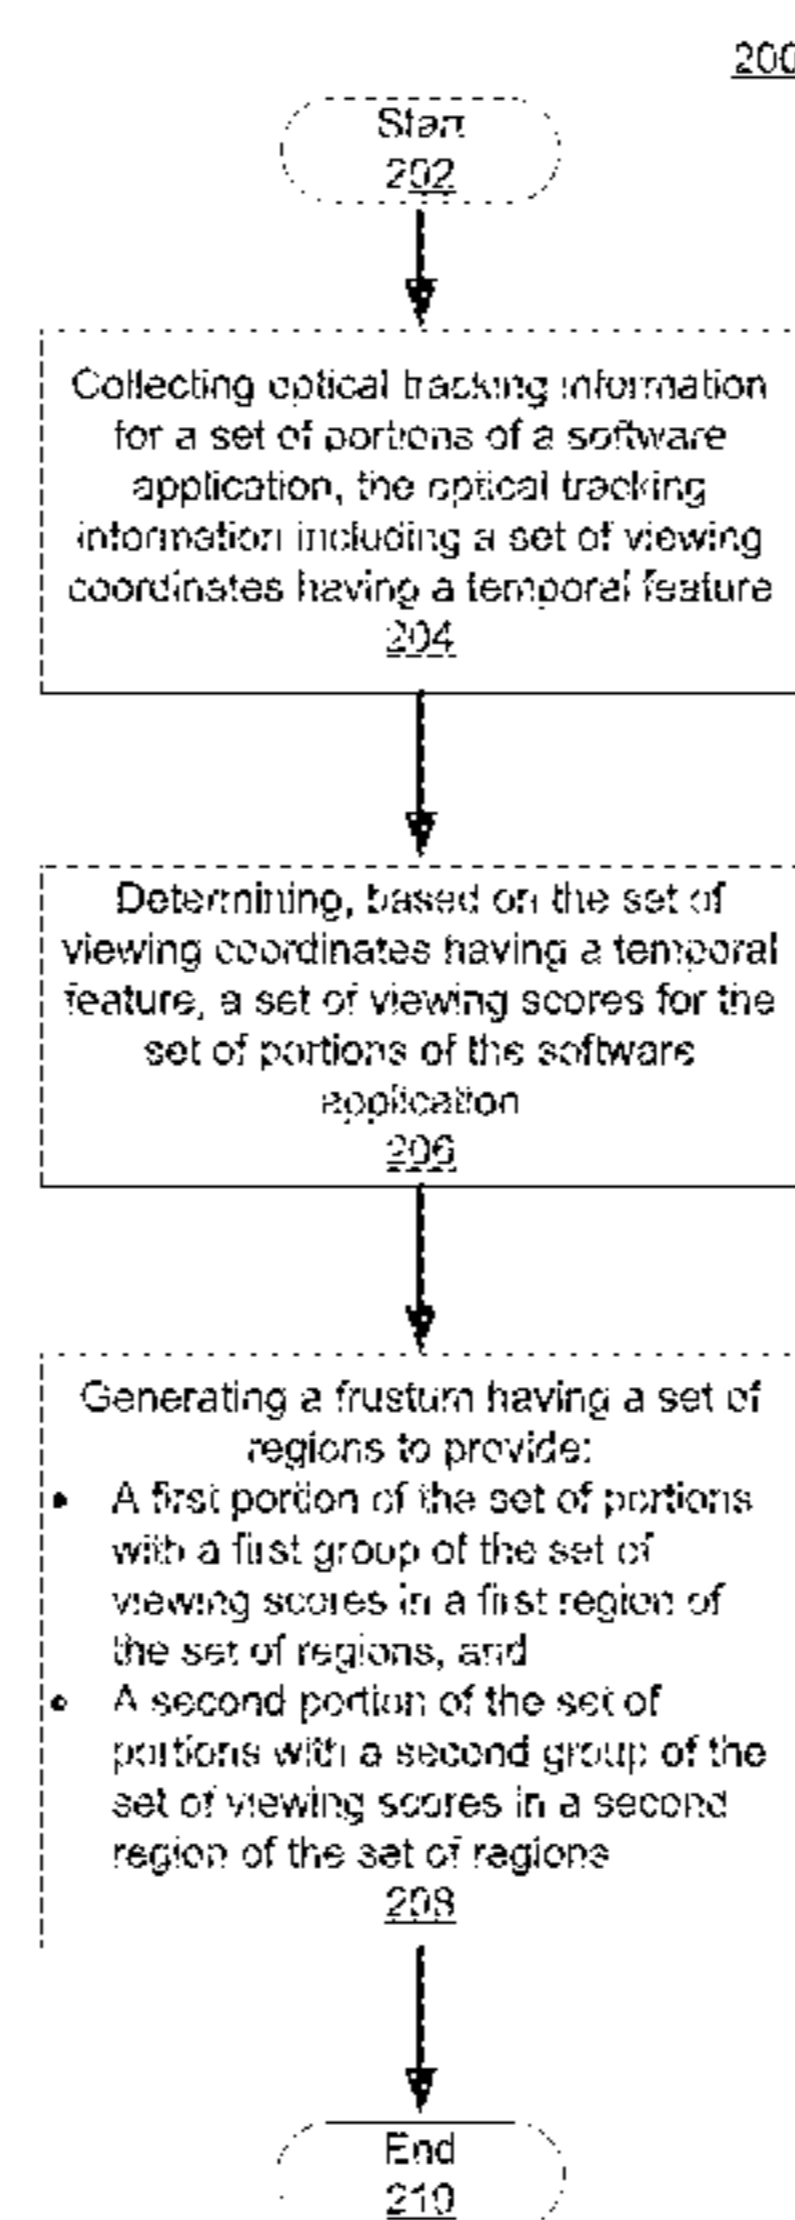 200
Start
202
Collecting optical tracking information
for a set of portions of a software
application, the optical tracking
information including a set of viewing
coordinates having a temporal feature
204
Determining, based on the set of
viewing coordinates having a temporal
feature, a set of viewing scores for the
set of portions of the software
application
206
Generating a frustum having a set of
regions to provide:
• A first portion of the set of portions
with a first group of the set of
viewing scores in a first region of
the set of regions, and
• A second portion of the set of
portions with a second group of the
set of viewing scores in a second
region of the set of regions
208
End
210